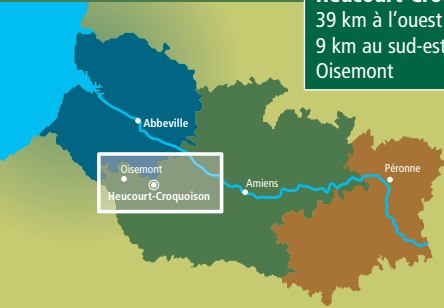 39 km à l'ouest
9 km au sud-est
Oisemont
Abbeville
Oisemont
Heucourt-Croquoison
Amiens
Péronne